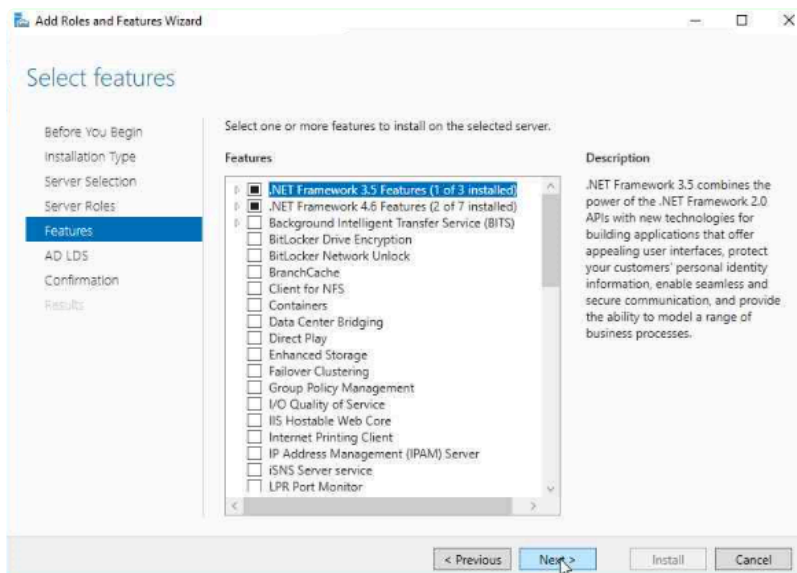 Add Roles and Features Wizard
Select features
Before You Begin
Installation Type
Server Selection
Server Roles
Features
AD LDS
Confirmation
Results
Select one or more features to install on the selected server.
Features
.NET Framework 3.5 Features (1 of 3 installed)
.NET Framework 4.6 Features (2 of 7 installed)
Background Intelligent Transfer Service (BITS)
BitLocker Drive Encryption
BitLocker Network Unlock
BranchCache
Client for NFS
Containers
Data Center Bridging
Direct Play
Enhanced Storage
Failover Clustering
Group Policy Management
I/O Quality of Service
IIS Hostable Web Core
Internet Printing Client
IP Address Management (IPAM) Server
iSNS Server service
LPR Port Monitor
Description
.NET Framework 3.5 combines the
power of the .NET Framework 2.0
APIs with new technologies for
building applications that offer
appealing user interfaces, protect
your customers' personal identity
information, enable seamless and
secure communication, and provide
the ability to model a range of
business processes.
< Previous
Next >
Install
Cancel